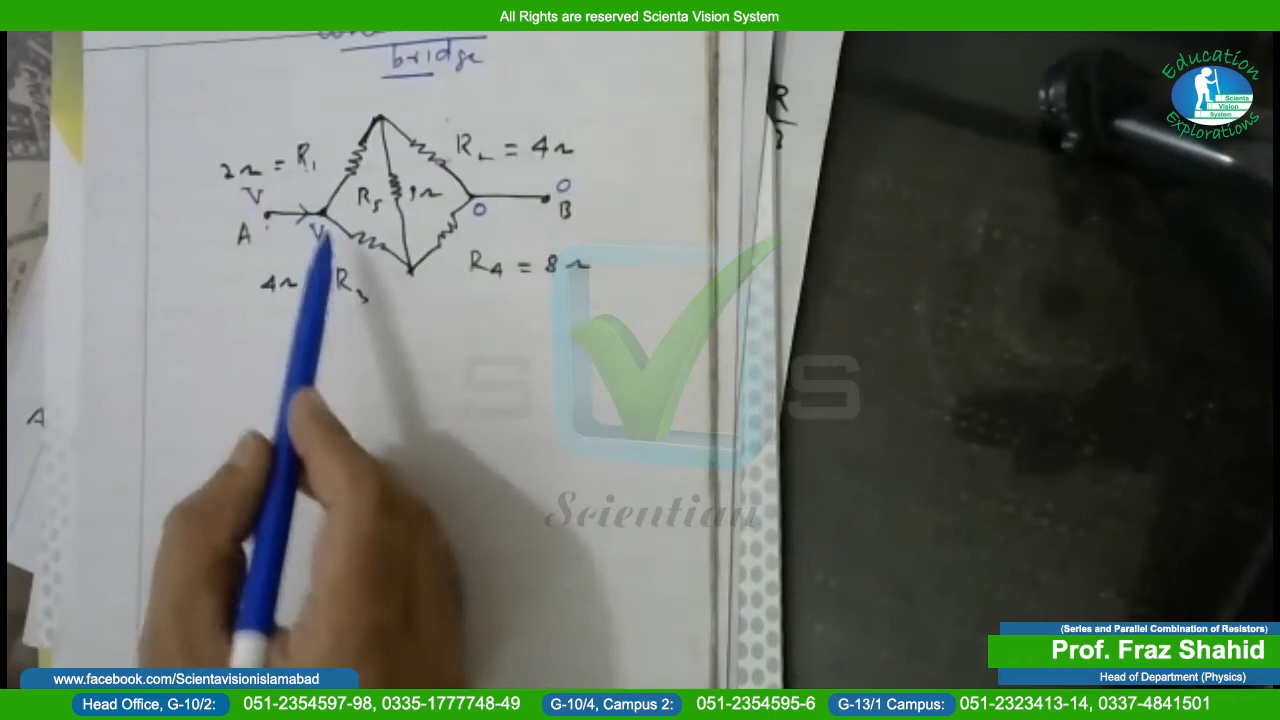 All Rights are reserved Scienta Vision System
Education
Scienta
Vision
System
Explorations
bridge
R
2Ω = R₁
R₂ = 4Ω
V
R₅
1Ω
O
A
V
O
B
4Ω
R₃
R₄ = 8Ω
A
S
S
Scientian
(Series and Parallel Combination of Resistors)
Prof. Fraz Shahid
Head of Department (Physics)
www.facebook.com/Scientavisionislamabad
Head Office, G-10/2: 051-2354597-98, 0335-1777748-49 G-10/4, Campus 2: 051-2354595-6 G-13/1 Campus: 051-2323413-14, 0337-4841501